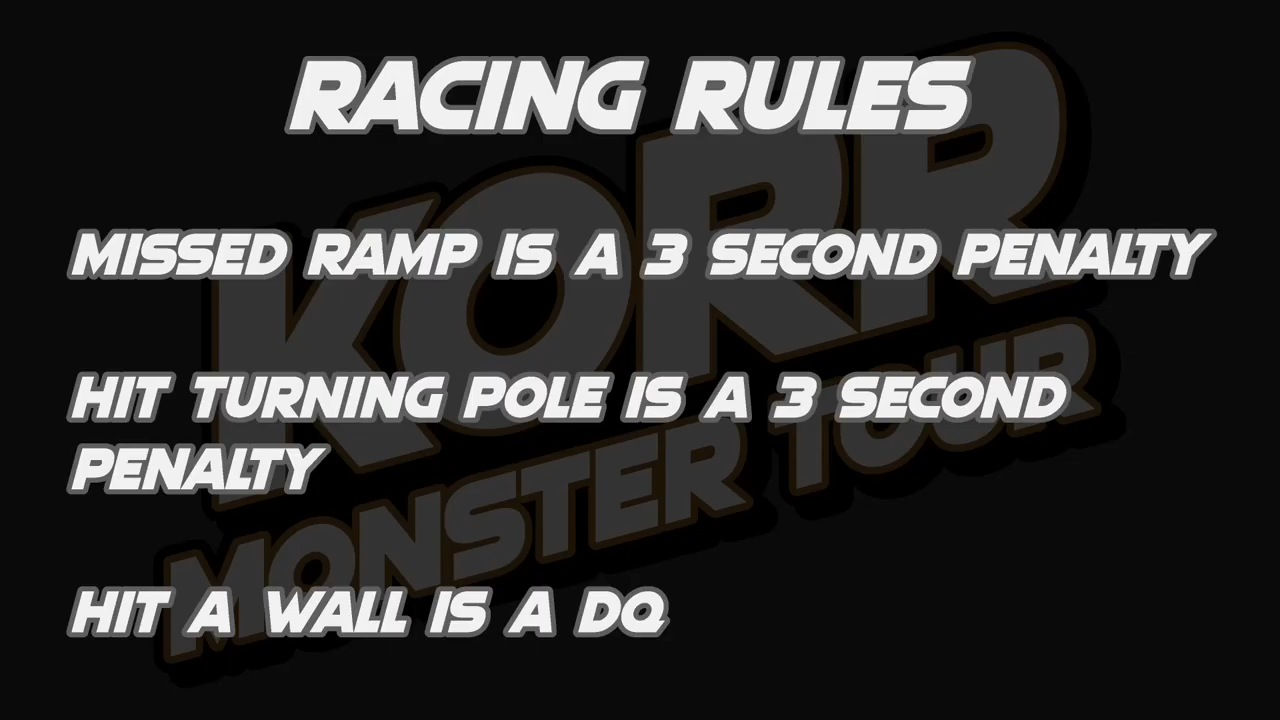 RACING RULES
MISSED RAMP IS A 3 SECOND PENALTY
HIT TURNING POLE IS A 3 SECOND
PENALTY
HIT A WALL IS A DQ
KORR
MONSTER TOUR